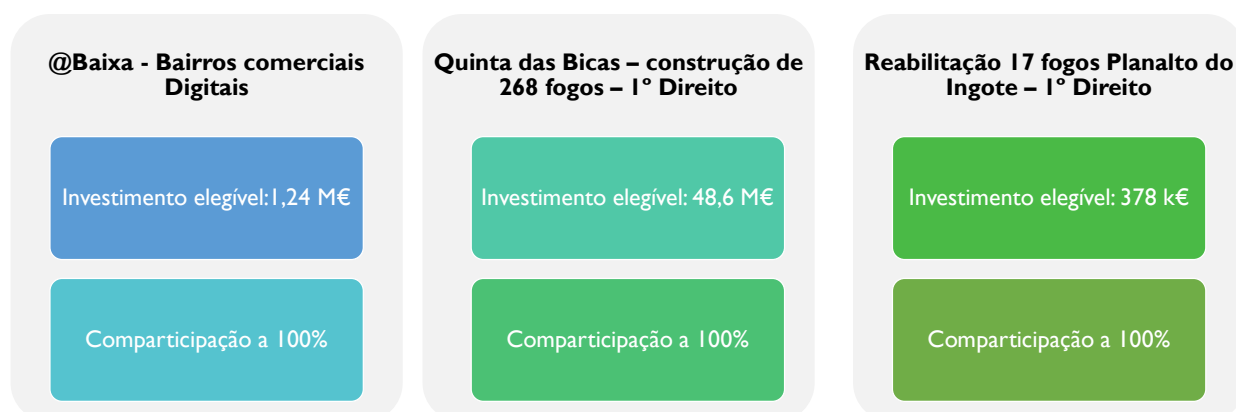 @Baixa - Bairros comerciais
Digitais
Investimento elegível:1,24 M€
Comparticipação a 100%
Quinta das Bicas – construção de
268 fogos – 1º Direito
Investimento elegível: 48,6 M€
Comparticipação a 100%
Reabilitação 17 fogos Planalto do
Ingote – 1º Direito
Investimento elegível: 378 k€
Comparticipação a 100%